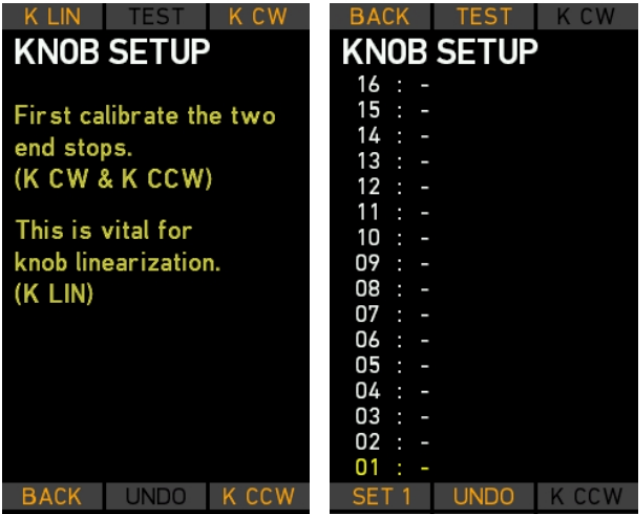 K LIN TEST K CW
KNOB SETUP
First calibrate the two
end stops.
(K CW & K CCW)
This is vital for
knob linearization.
(K LIN)
BACK UNDO K CCW
BACK TEST K CW
KNOB SETUP
16 : -
15 : -
14 : -
13 : -
12 : -
11 : -
10 : -
09 : -
08 : -
07 : -
06 : -
05 : -
04 : -
03 : -
02 : -
01 : -
SET 1 UNDO K CCW